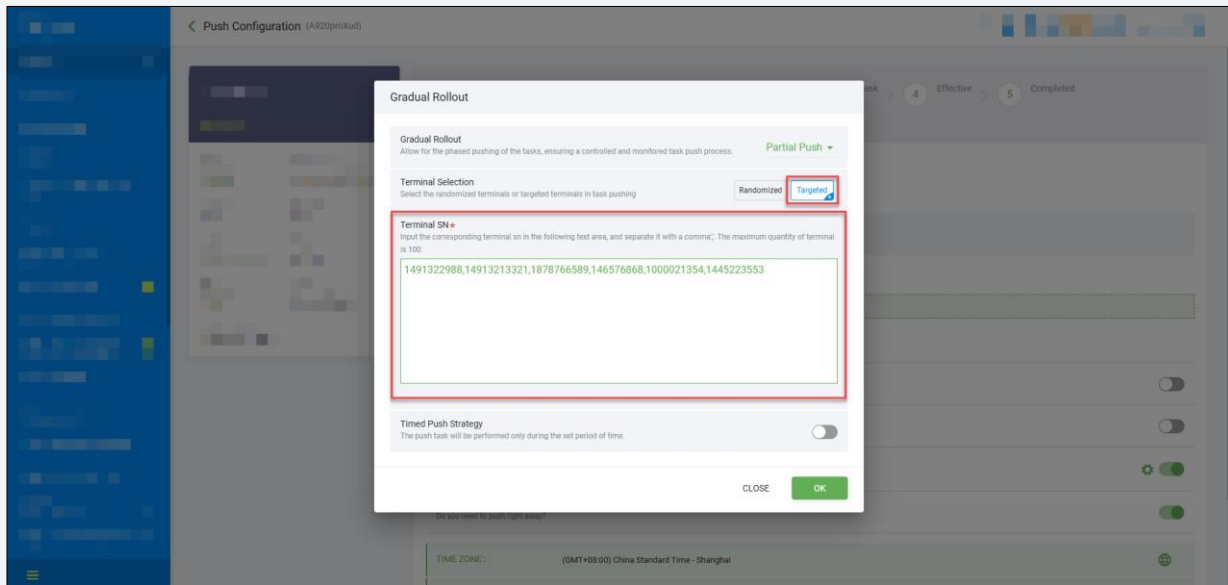 Push Configuration (A920proXud)
ask
4 Effective
5 Completed
Gradual Rollout
Gradual Rollout
Allow for the phased pushing of the tasks, ensuring a controlled and monitored task push process.
Partial Push
Terminal Selection
Select the randomized terminals or targeted terminals in task pushing
Randomized
Targeted
Terminal SN*
Input the corresponding terminal sn in the following text area, and separate it with a comma','. The maximum quantity of terminal
is 100.
1491322988,14913213321,1878766589,146576868,1000021354,1445223553
Timed Push Strategy
The push task will be performed only during the set period of time.
CLOSE
OK
Do you need to push right away?
TIME ZONE :
(GMT+08:00) China Standard Time - Shanghai